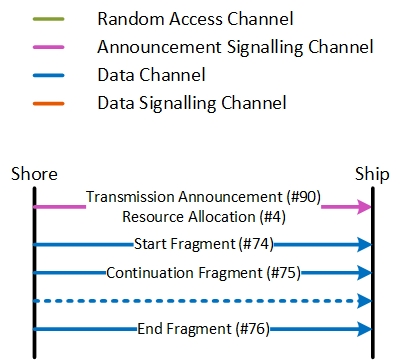 Random Access Channel
Announcement Signalling Channel
Data Channel
Data Signalling Channel
Shore
Ship
Transmission Announcement (#90)
Resource Allocation (#4)
Start Fragment (#74)
Continuation Fragment (#75)
End Fragment (#76)